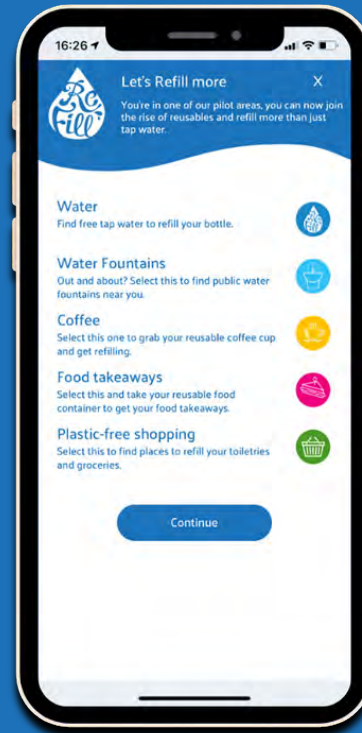 16:26
Re
Fill
Let's Refill more
X
You're in one of our pilot areas, you can now join
the rise of reusables and refill more than just
tap water.
Water
Find free tap water to refill your bottle.
Water Fountains
Out and about? Select this to find public water
fountains near you.
Coffee
Select this one to grab your reusable coffee cup
and get refilling.
Food takeaways
Select this and take your reusable food
container to get your food takeaways.
Plastic-free shopping
Select this to find places to refill your toiletries
and groceries.
Continue